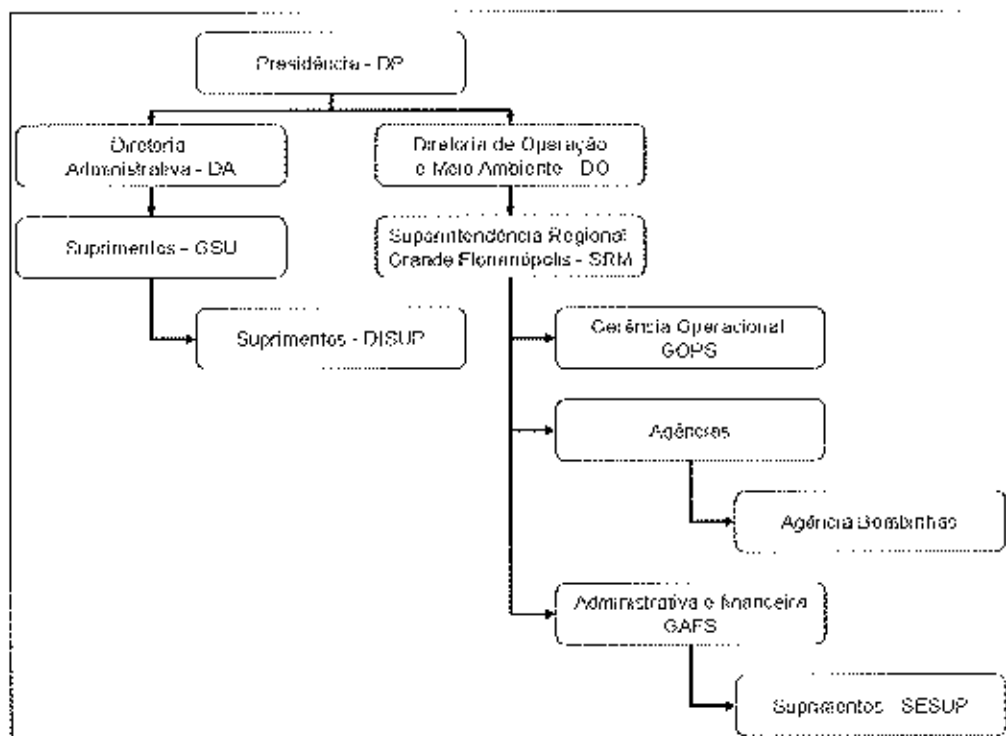 Presidência - DP
Diretoria
Administrativa - DA
Diretoria de Operação
e Meio Ambiente - DO
Suprimentos - GSU
Superintendência Regional
Grande Florianópolis - SRM
Suprimentos - DISUP
Gerência Operacional
GOPS
Agências
Agência Bombinhas
Administrativa e financeira
GAFS
Suprimentos - SESUP